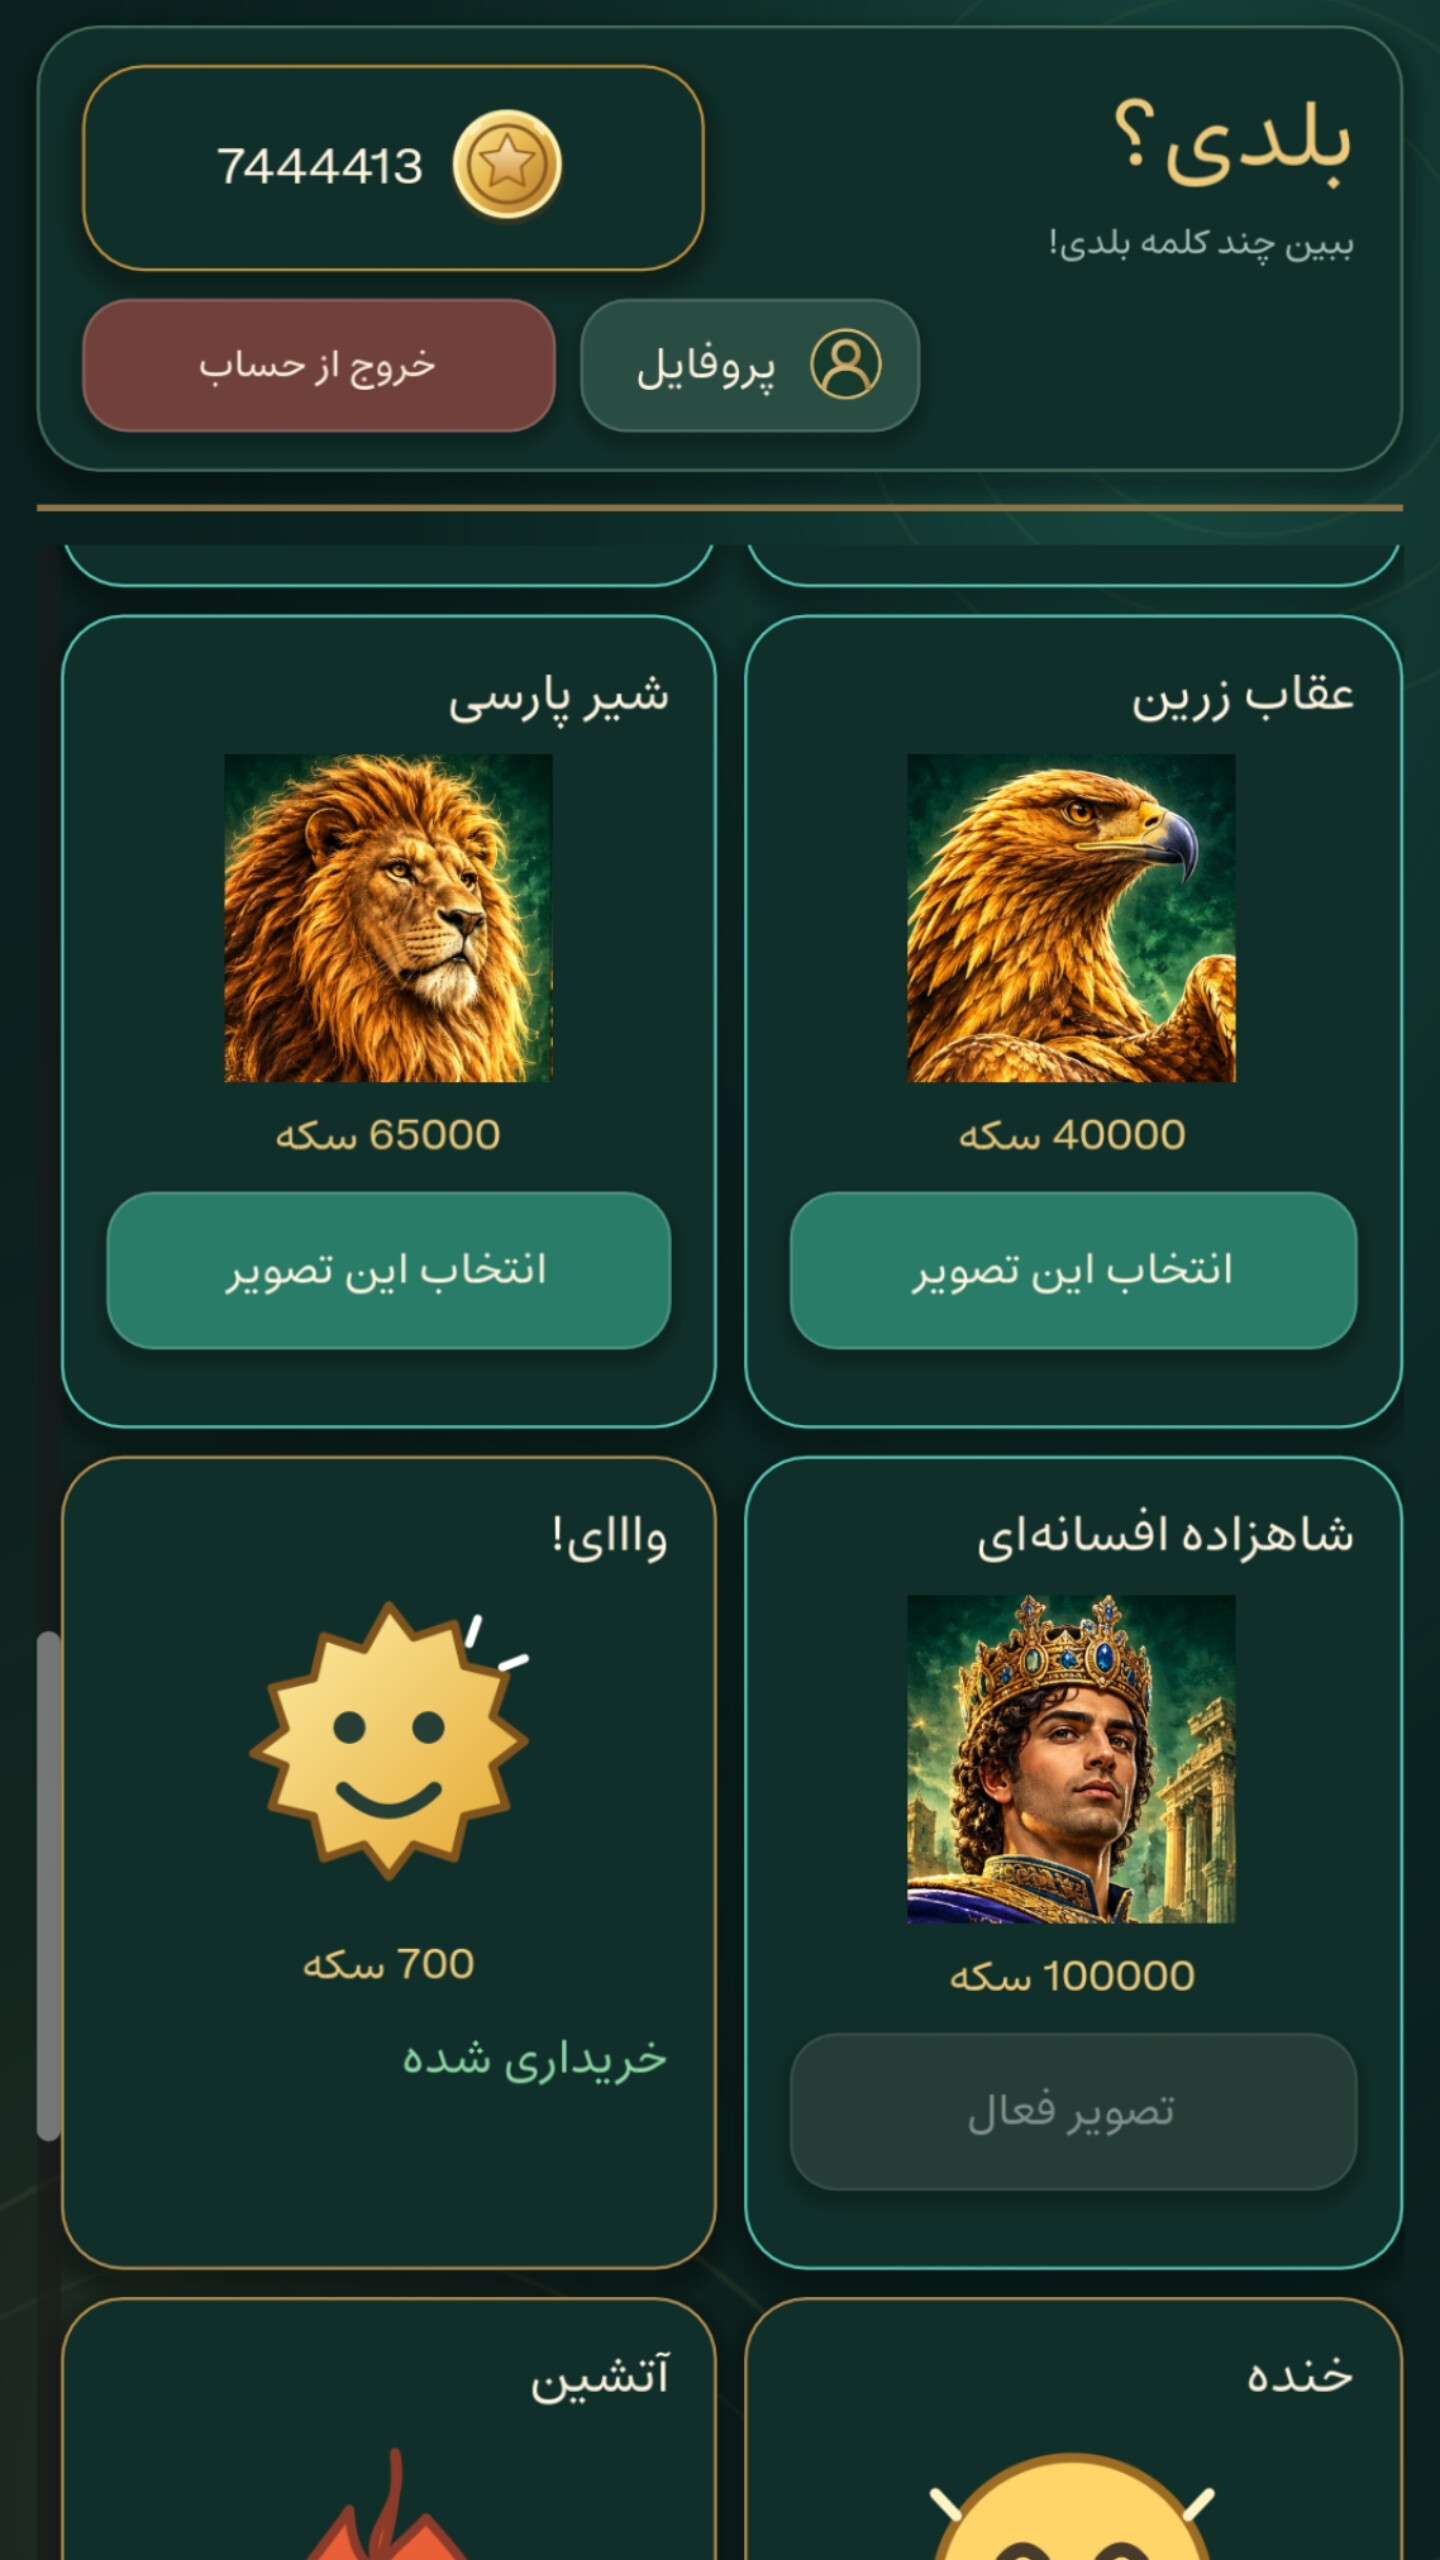 بلدی؟
7444413
ببین چند کلمه بلدی!
پروفایل
خروج از حساب
عقاب زرین
شیر پارسی
40000 سکه
65000 سکه
انتخاب این تصویر
انتخاب این تصویر
شاهزاده افسانه‌ای
واااای!
100000 سکه
700 سکه
خریداری شده
تصویر فعال
خنده
آتشین